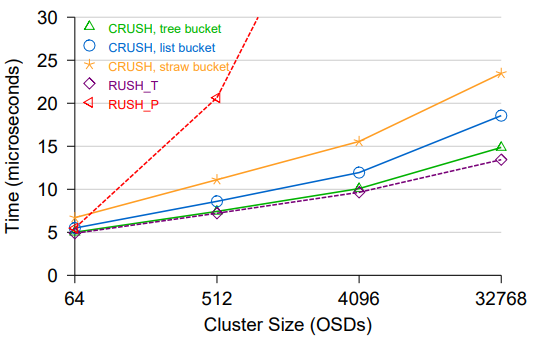 30
25
20
15
10
5
0
Time (microseconds)
CRUSH, tree bucket
CRUSH, list bucket
CRUSH, straw bucket
RUSH_T
RUSH_P
64 512 4096 32768
Cluster Size (OSDs)